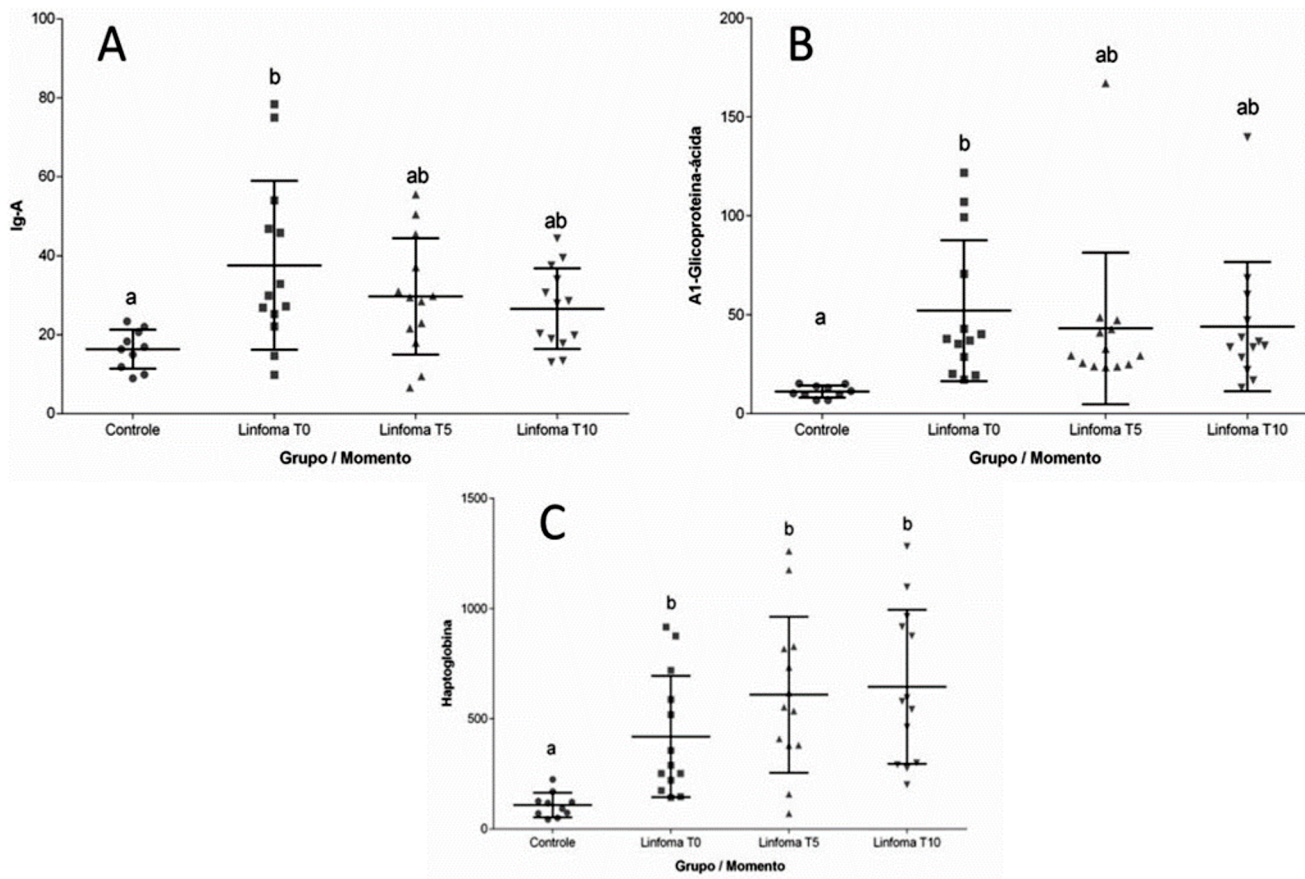 A
Ig-A
100
80
60
40
20
0
a
b
ab
ab
Controle
Linfoma T0
Linfoma T5
Linfoma T10
Grupo / Momento
B
A1-Glicoproteina-ácida
200
150
100
50
0
a
b
ab
ab
Controle
Linfoma T0
Linfoma T5
Linfoma T10
Grupo / Momento
C
Haptoglobina
1500
1000
500
0
a
b
b
b
Controle
Linfoma T0
Linfoma T5
Linfoma T10
Grupo / Momento